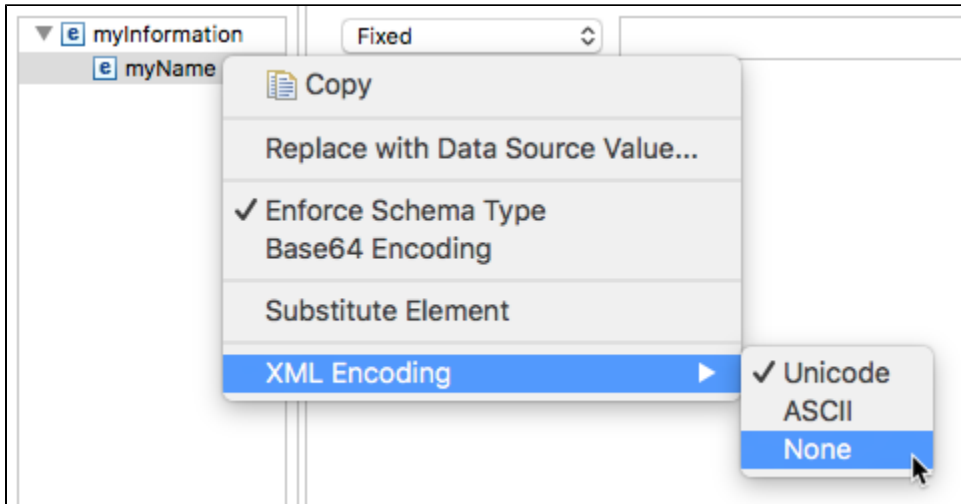 myInformation
Fixed
myName
Copy
Replace with Data Source Value...
✓ Enforce Schema Type
Base64 Encoding
Substitute Element
XML Encoding
✓ Unicode
ASCII
None